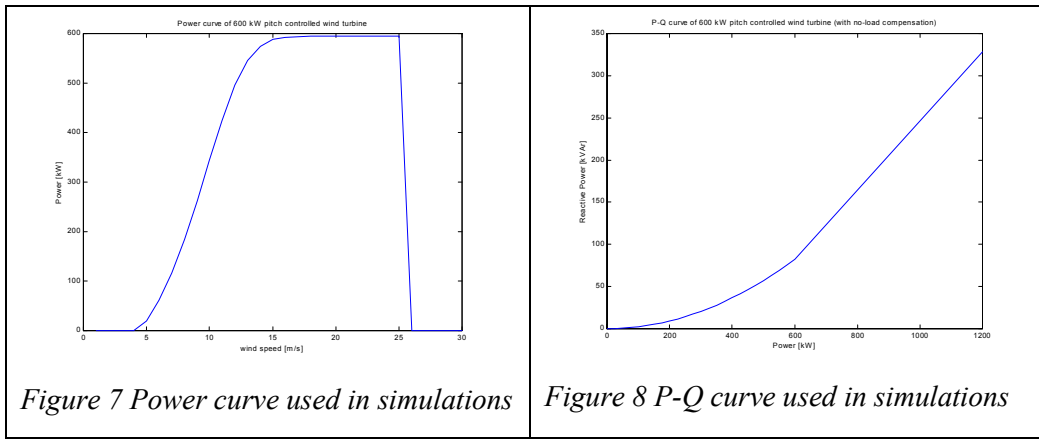 Power curve of 600 kW pitch controlled wind turbine
600
500
400
300
200
100
0
Power [kW]
0 5 10 15 20 25 30
wind speed [m/s]
Figure 7 Power curve used in simulations
P-Q curve of 600 kW pitch controlled wind turbine (with no-load compensation)
350
300
250
200
150
100
50
0
Reactive Power [kVAr]
0 200 400 600 800 1000 1200
Power [kW]
Figure 8 P-Q curve used in simulations